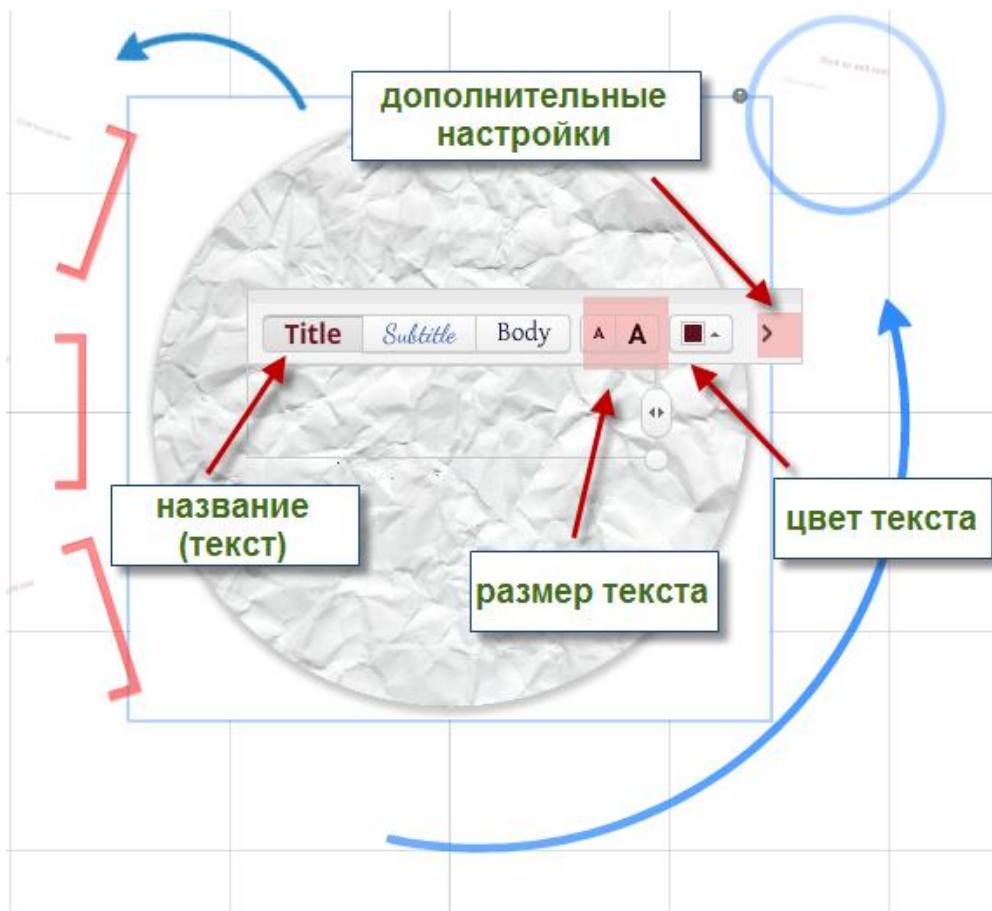 дополнительные
настройки
Title Subtitle Body A A
название
(текст)
цвет текста
размер текста